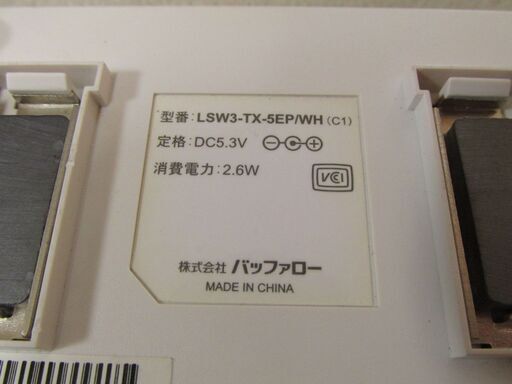 型番:LSW3-TX-5EP/WH(C1)
定格:DC5.3V
消費電力:2.6W
VCI
株式会社 バッファロー
MADE IN CHINA